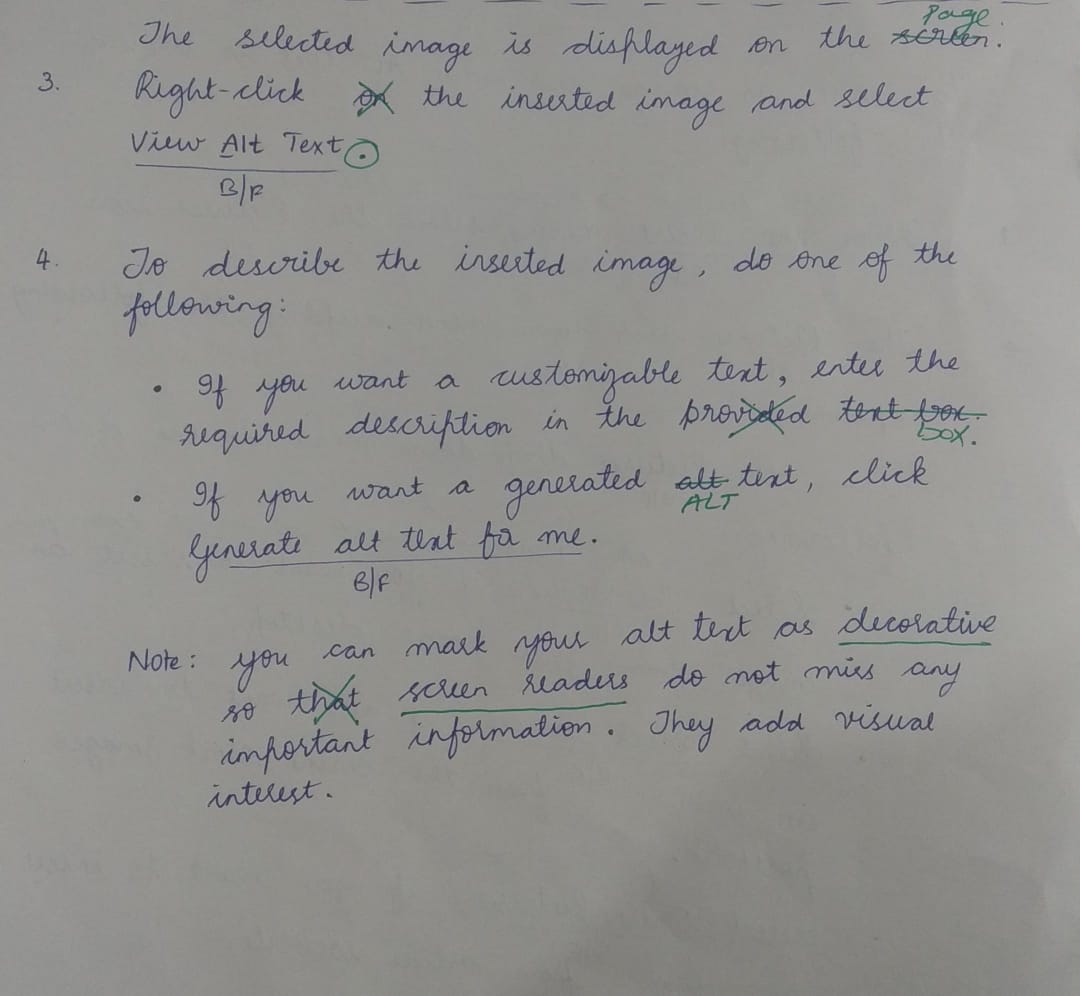 Page.
The selected image is displayed on the screen.
3. Right-click on the inserted image and select
View Alt Text.
B/F
4. To describe the inserted image, do one of the
following:
• If you want a customizable text, enter the
required description in the provided text box.
box.
• If you want a generated alt text, click
ALT
Generate alt text for me.
B/F
Note: you can mark your alt text as decorative
so that screen readers do not miss any
important information. They add visual
interest.